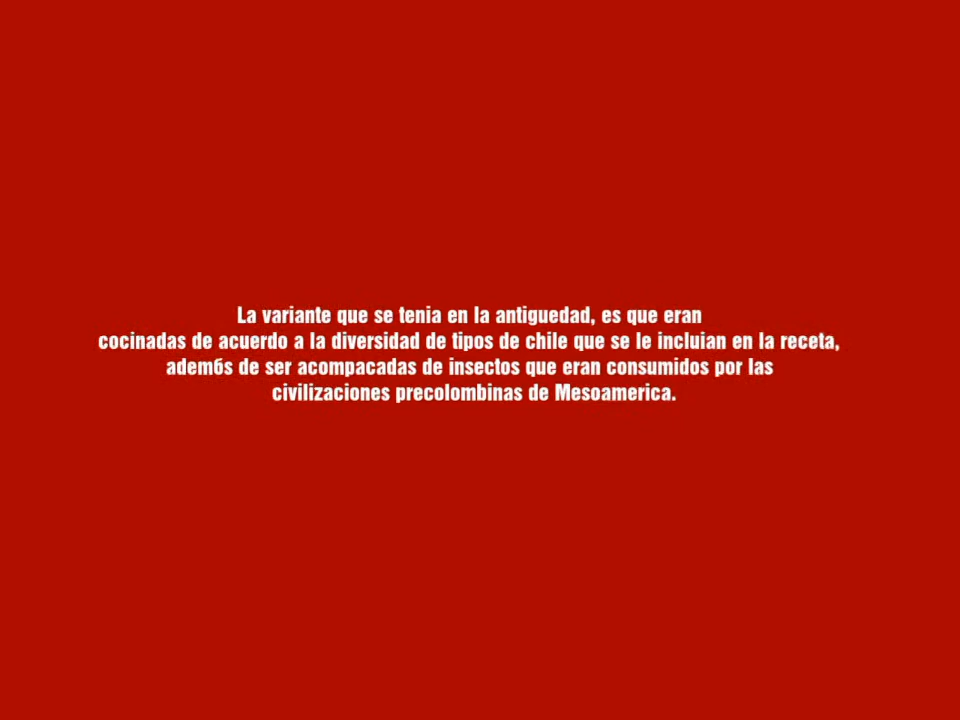 La variante que se tenia en la antiguedad, es que eran
cocinadas de acuerdo a la diversidad de tipos de chile que se le incluian en la receta,
adem6s de ser acompacadas de insectos que eran consumidos por las
civilizaciones precolombinas de Mesoamerica.